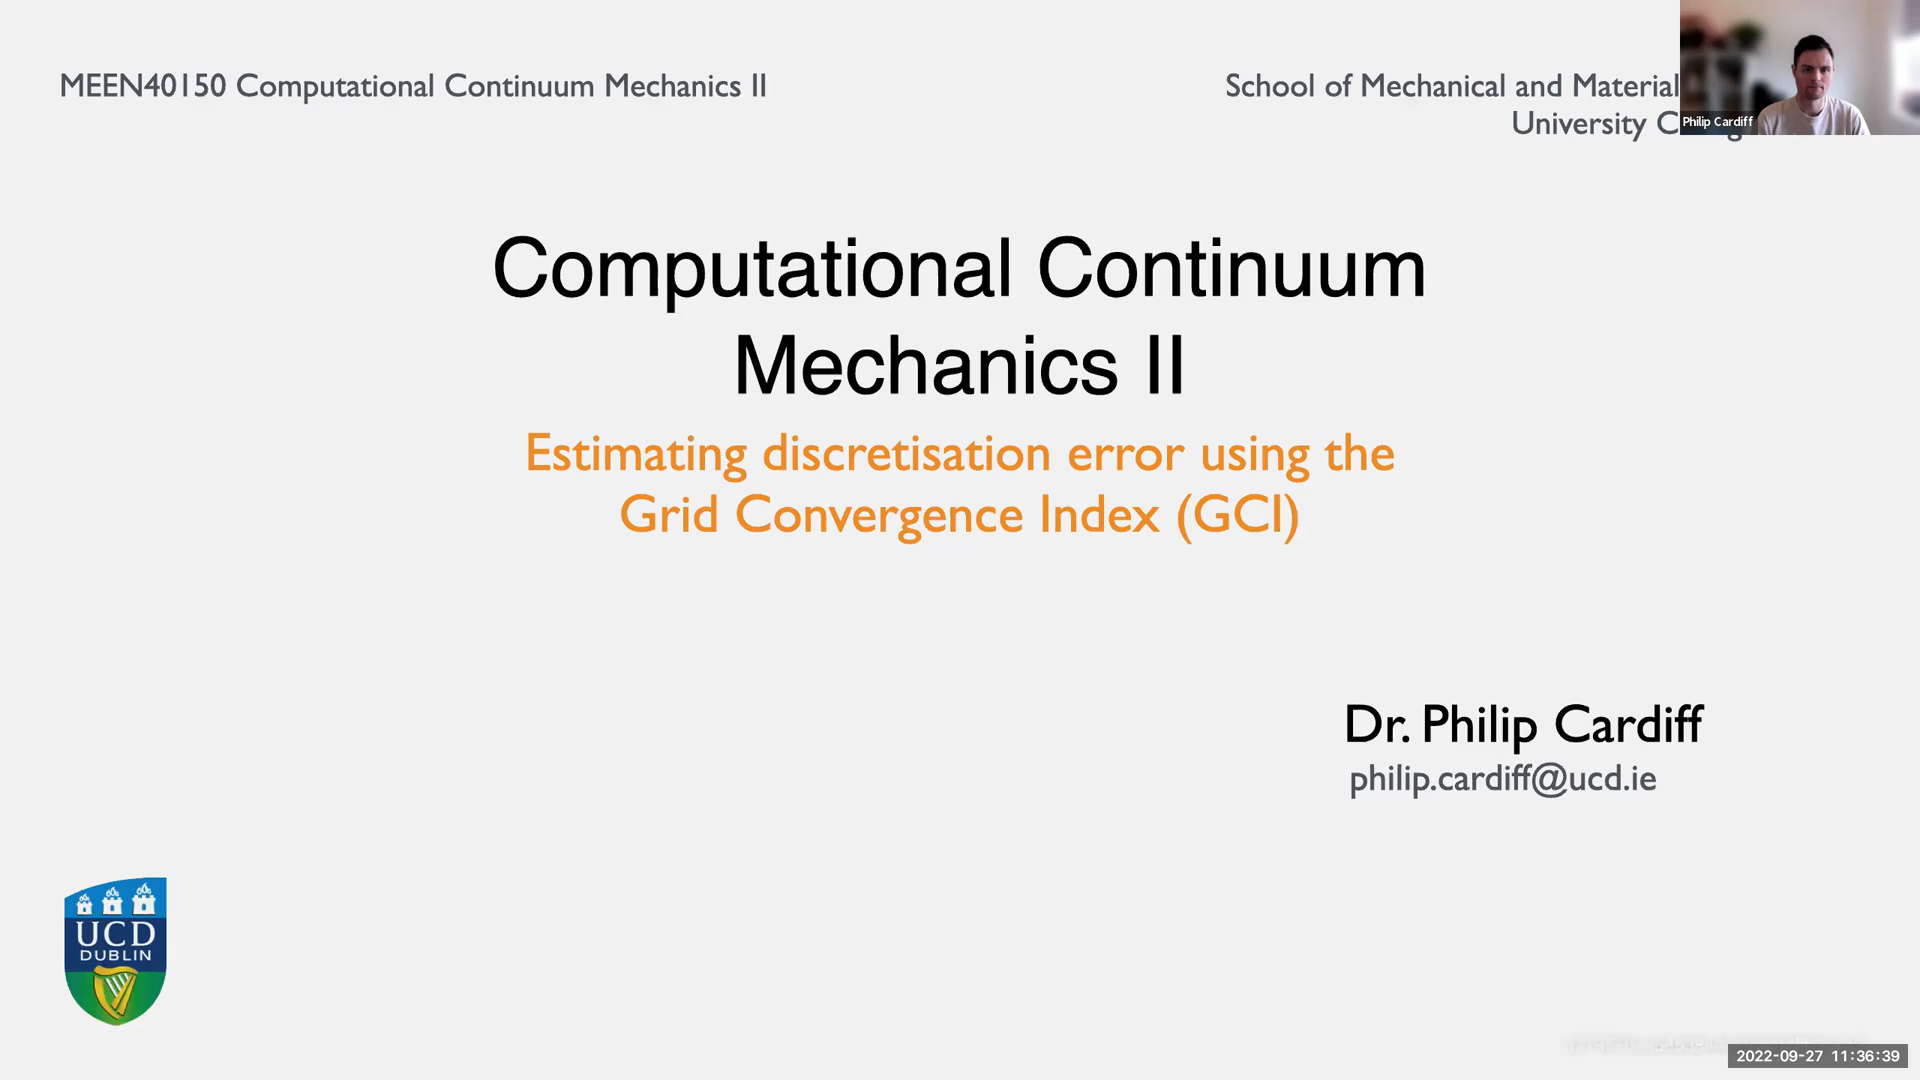 MEEN40150 Computational Continuum Mechanics II
School of Mechanical and Material
University C
Philip Cardiff
Computational Continuum
Mechanics II
Estimating discretisation error using the
Grid Convergence Index (GCI)
Dr. Philip Cardiff
philip.cardiff@ucd.ie
UCD
DUBLIN
2022-09-27 11:36:39